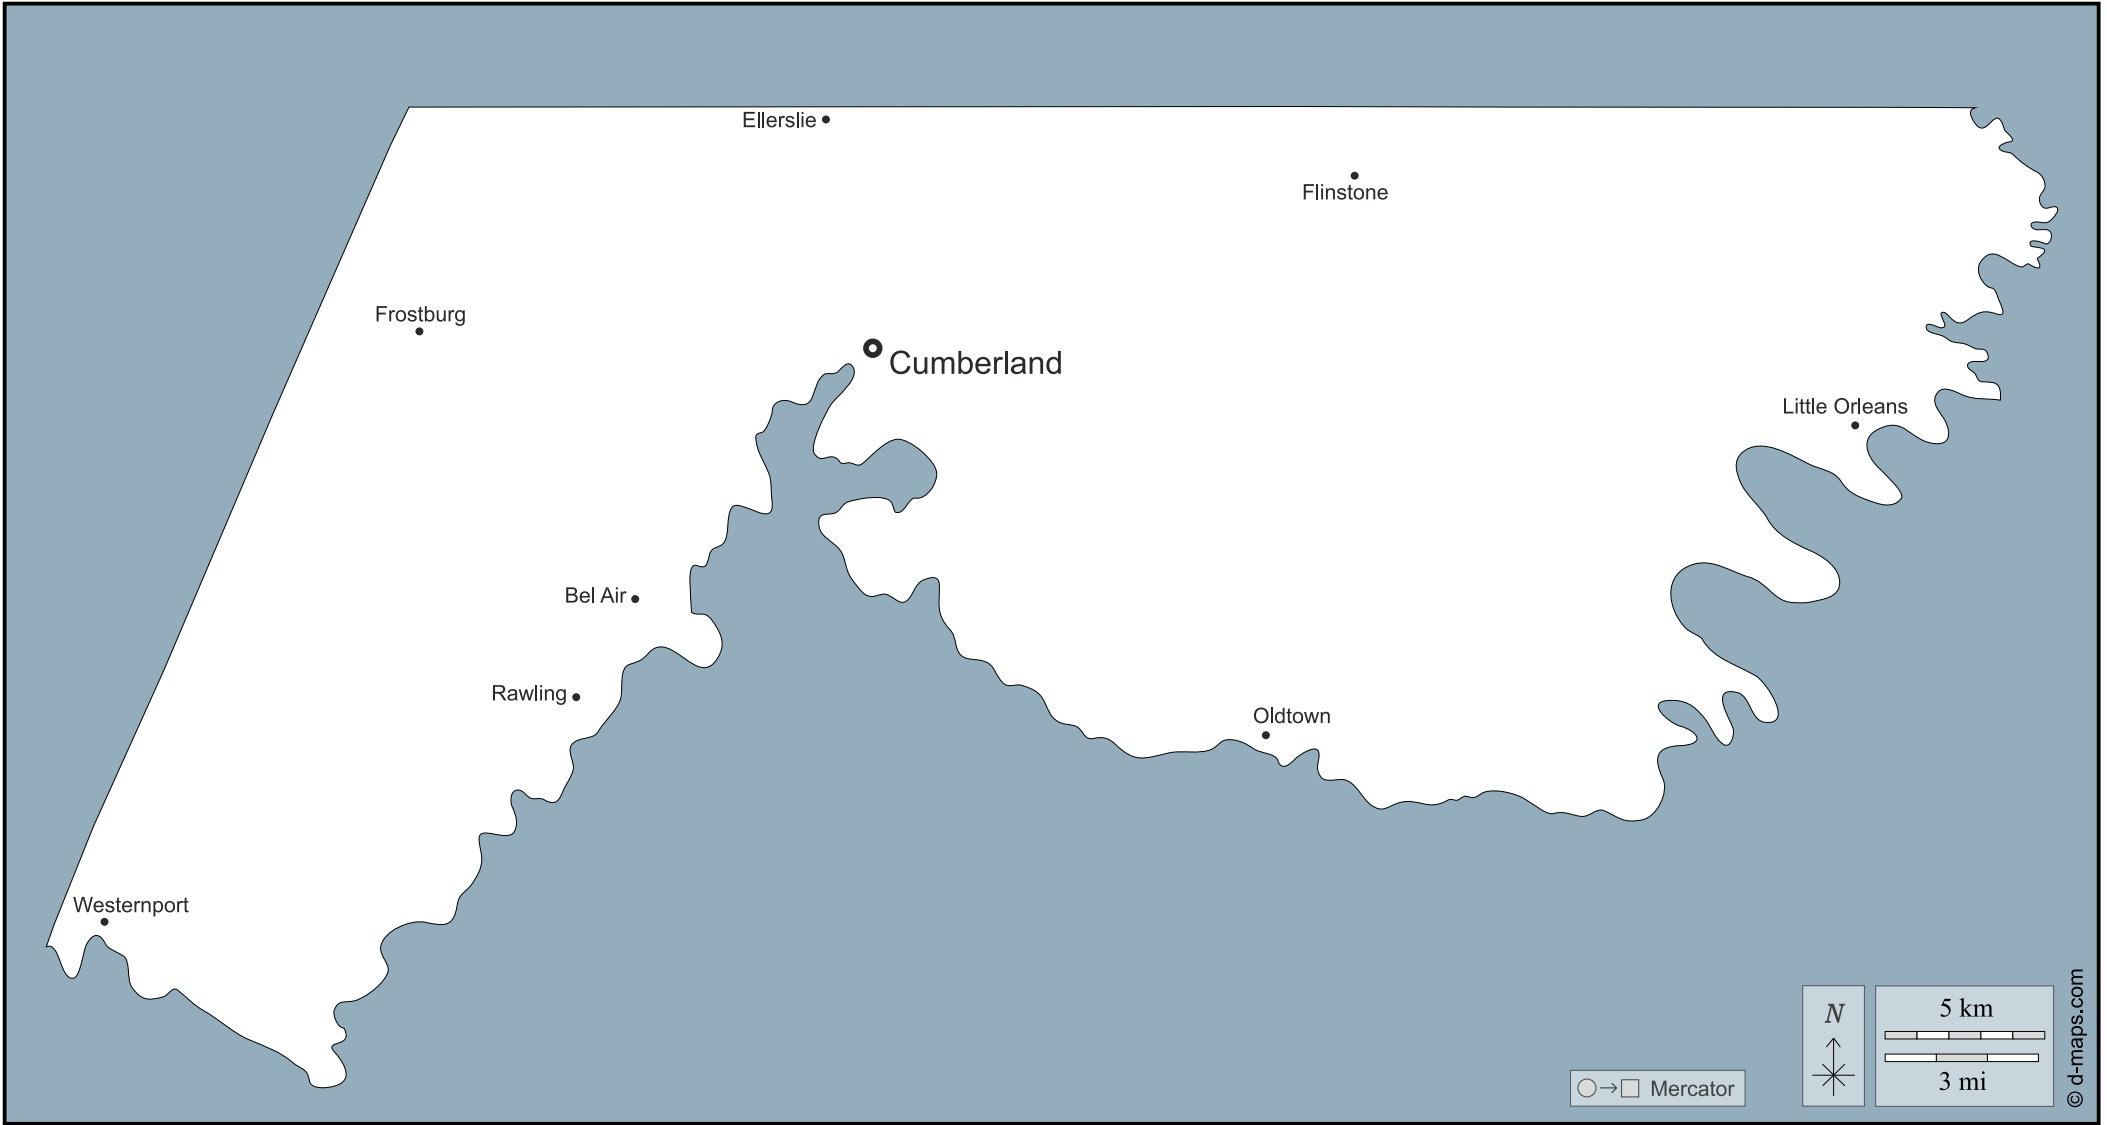 Ellerslie
Flinstone
Frostburg
Cumberland
Little Orleans
Bel Air
Rawling
Oldtown
Westernport
N
5 km
3 mi
Mercator
© d-maps.com